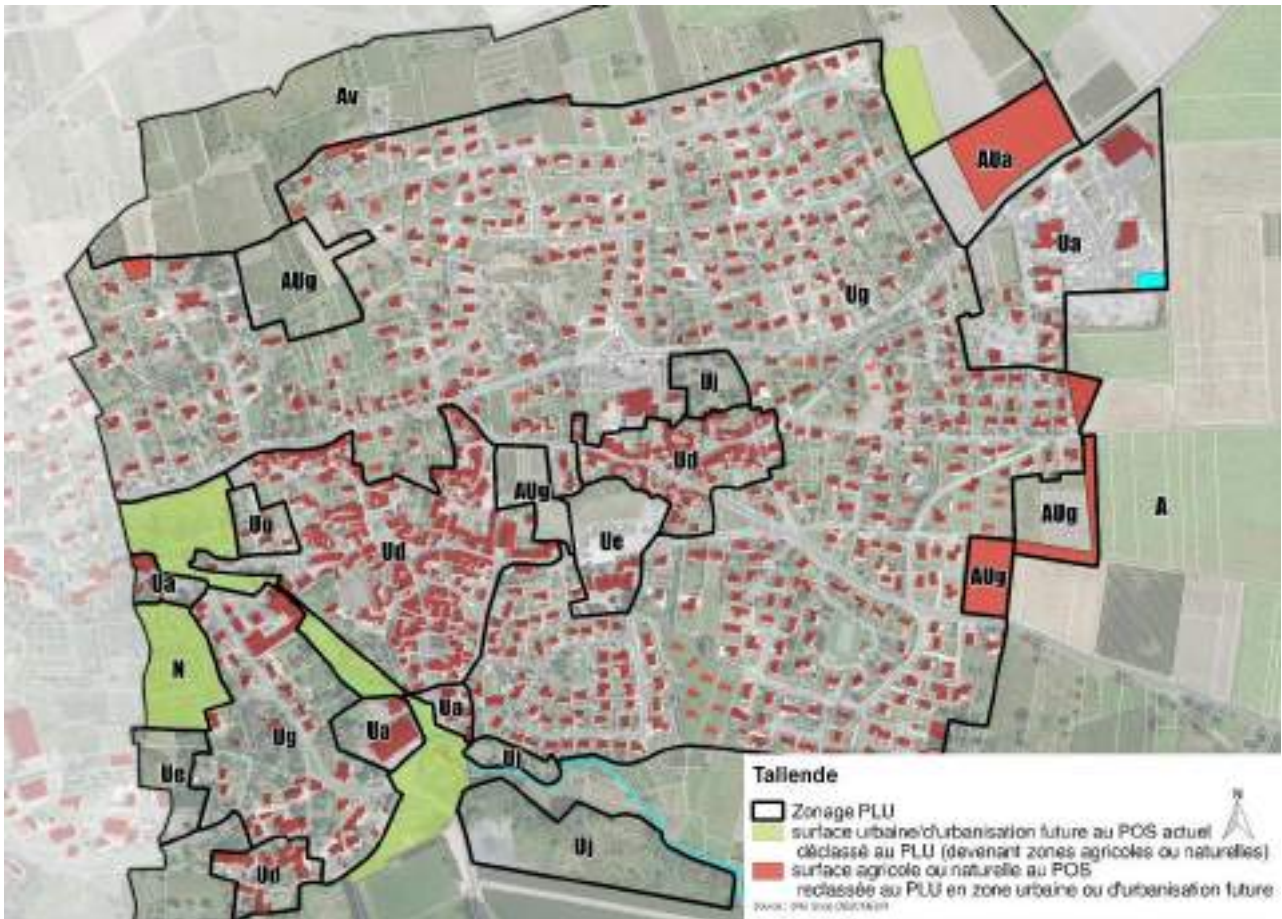 Av
AUa
Ua
AUg
Ug
Uj
Ud
AUg
Ug
Ud
Ue
AUg
A
Ua
AUg
N
Ua
Ua
Ug
Uj
Ue
Uj
Ud
Tallende
N
Zonage PLU
surface urbaine/d'urbanisation future au POS actuel
déclassé au PLU (devenant zones agricoles ou naturelles)
surface agricole ou naturelle au POS
reclassée au PLU en zone urbaine ou d'urbanisation future